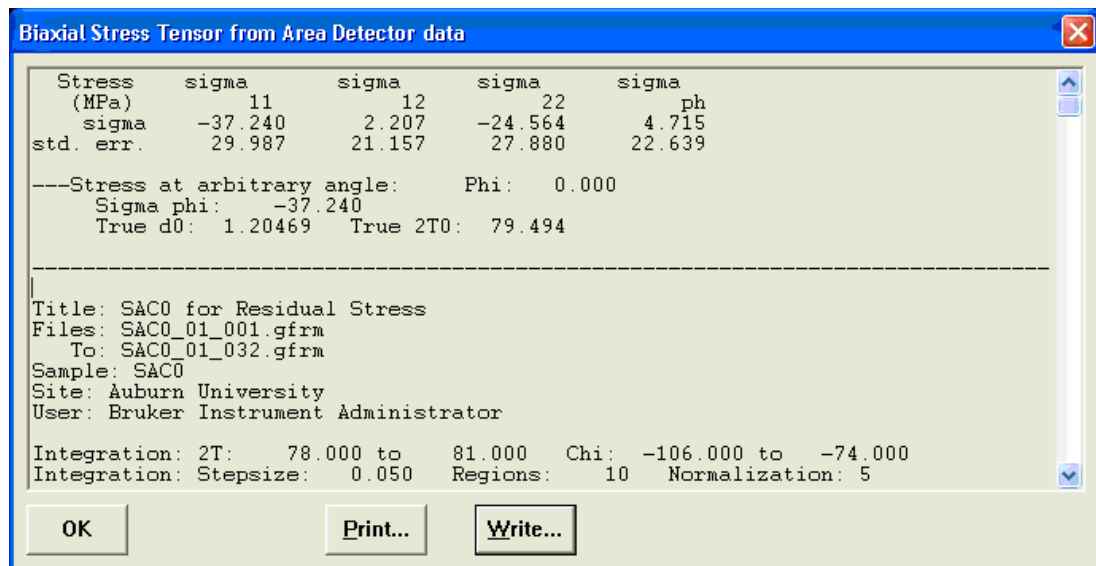 Biaxial Stress Tensor from Area Detector data
Stress sigma sigma sigma sigma
(MPa) 11 12 22 ph
sigma -37.240 2.207 -24.564 4.715
std. err. 29.987 21.157 27.880 22.639
---Stress at arbitrary angle: Phi: 0.000
Sigma phi: -37.240
True d0: 1.20469 True 2T0: 79.494
--------------------------------------------------------------------------------
Title: SAC0 for Residual Stress
Files: SAC0_01_001.gfrm
To: SAC0_01_032.gfrm
Sample: SAC0
Site: Auburn University
User: Bruker Instrument Administrator
Integration: 2T: 78.000 to 81.000 Chi: -106.000 to -74.000
Integration: Stepsize: 0.050 Regions: 10 Normalization: 5
OK Print... Write...